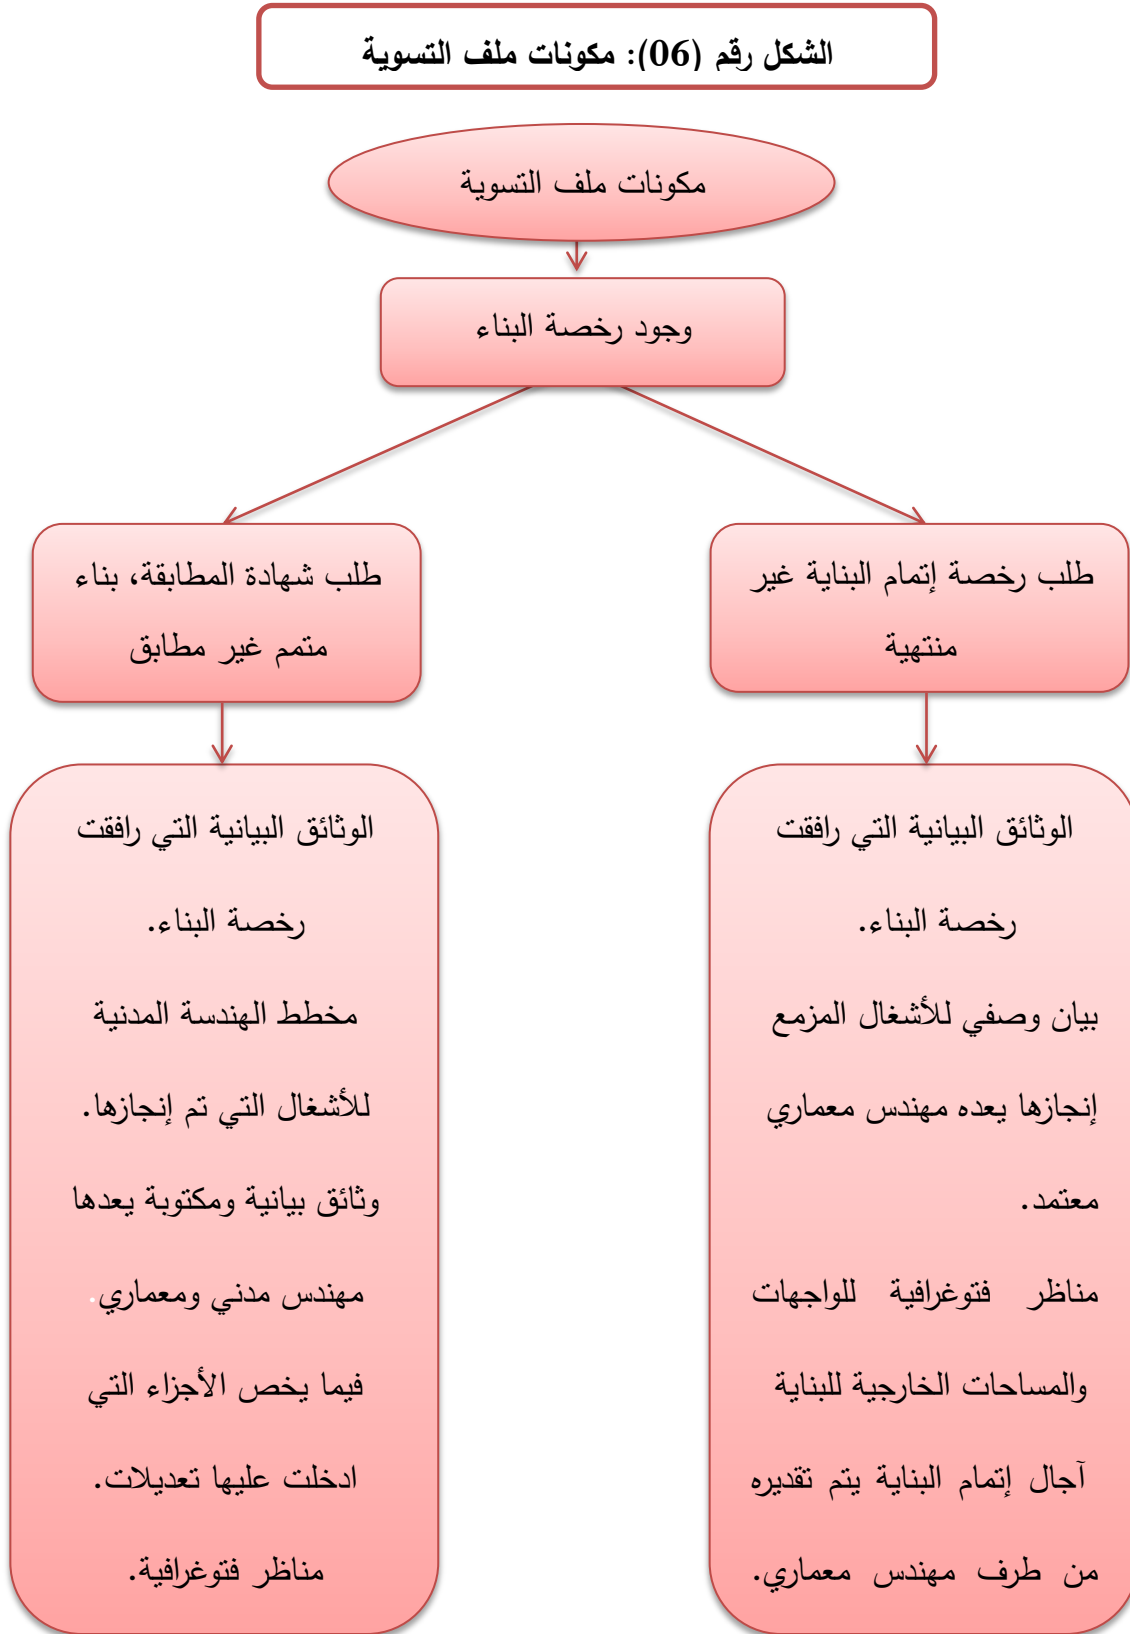 الشكل رقم (06): مكونات ملف التسوية
مكونات ملف التسوية
وجود رخصة البناء
طلب رخصة إتمام البناية غير
منتهية
طلب شهادة المطابقة، بناء
متمم غير مطابق
الوثائق البيانية التي رافقت
رخصة البناء.
بيان وصفي للأشغال المزمع
إنجازها يعده مهندس معماري
معتمد.
مناظر فتوغرافية للواجهات
والمساحات الخارجية للبناية
آجال إتمام البناية يتم تقديره
من طرف مهندس معماري.
الوثائق البيانية التي رافقت
رخصة البناء.
مخطط الهندسة المدنية
للأشغال التي تم إنجازها.
وثائق بيانية ومكتوبة يعدها
مهندس مدني ومعماري.
فيما يخص الأجزاء التي
ادخلت عليها تعديلات.
مناظر فتوغرافية.